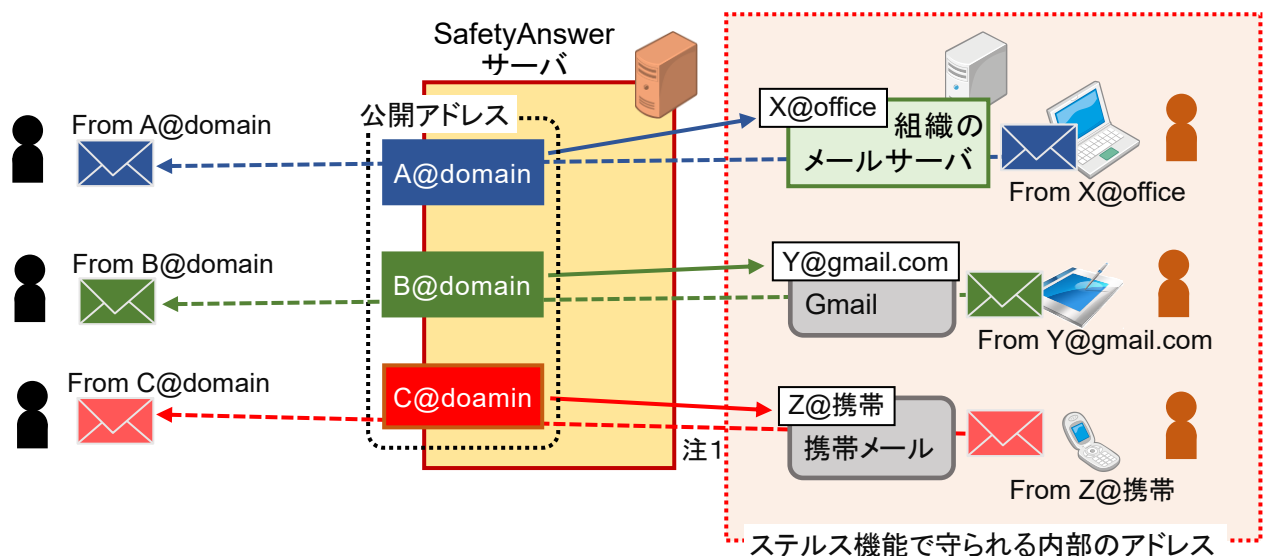 SafetyAnswer
サーバ
公開アドレス
From A@domain
A@domain
X@office
組織の
メールサーバ
From X@office
From B@domain
B@domain
Y@gmail.com
Gmail
From Y@gmail.com
From C@domain
C@doamin
Z@携帯
携帯メール
注1
From Z@携帯
ステルス機能で守られる内部のアドレス